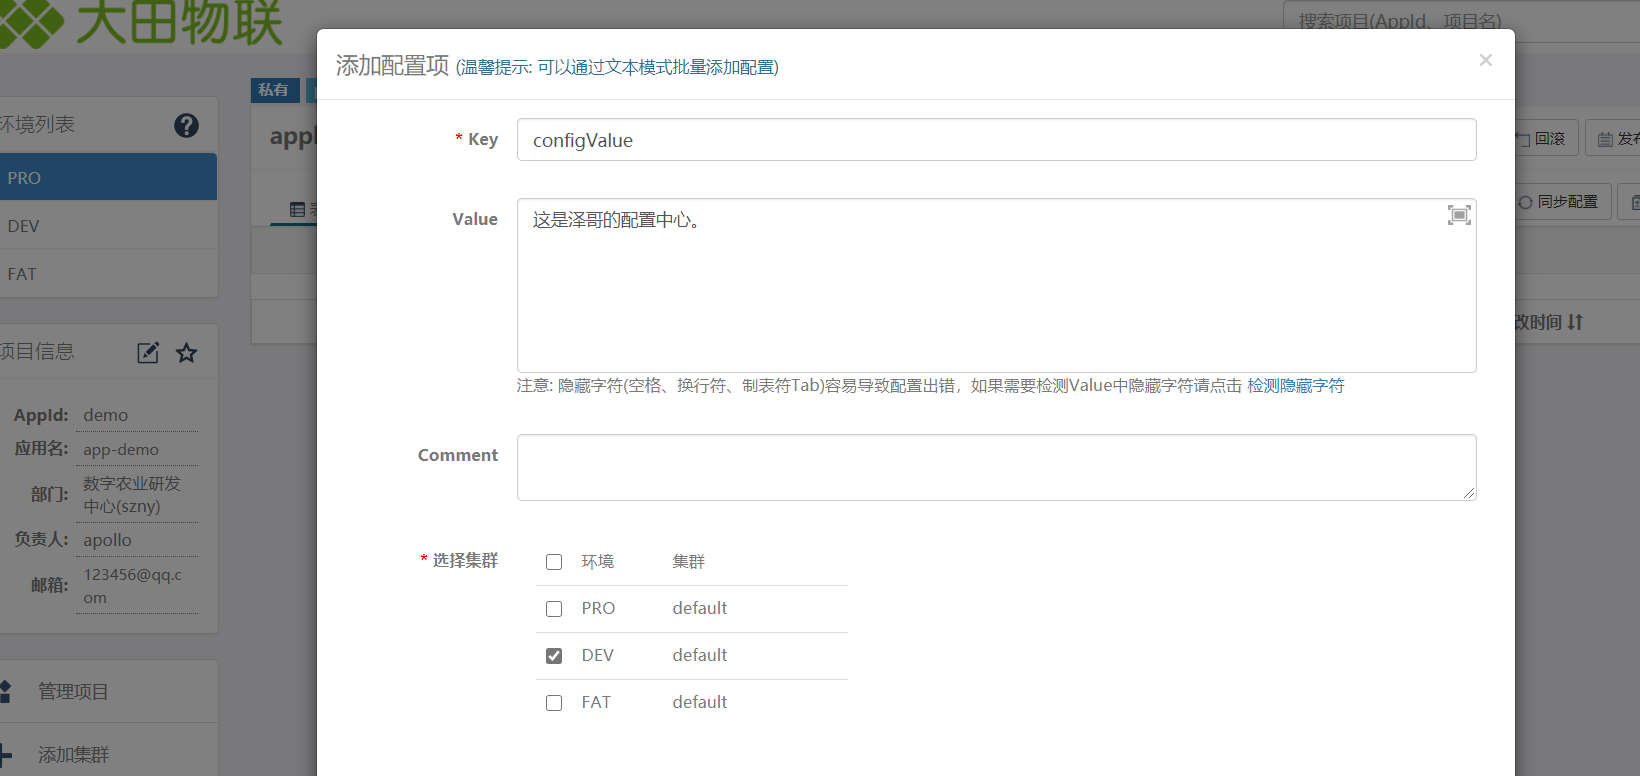 大田物联
搜索项目(AppId、项目名)
添加配置项 (温馨提示: 可以通过文本模式批量添加配置)
×
私有
环境列表
PRO
DEV
FAT
回滚
同步配置
改时间
* Key
configValue
Value
这是泽哥的配置中心。
注意: 隐藏字符(空格、换行符、制表符Tab)容易导致配置出错，如果需要检测Value中隐藏字符请点击 检测隐藏字符
Comment
* 选择集群
环境 集群
PRO default
DEV default
FAT default
项目信息
AppId: demo
应用名: app-demo
部门: 数字农业研发
中心(szny)
负责人: apollo
邮箱: 123456@qq.c
om
管理项目
添加集群